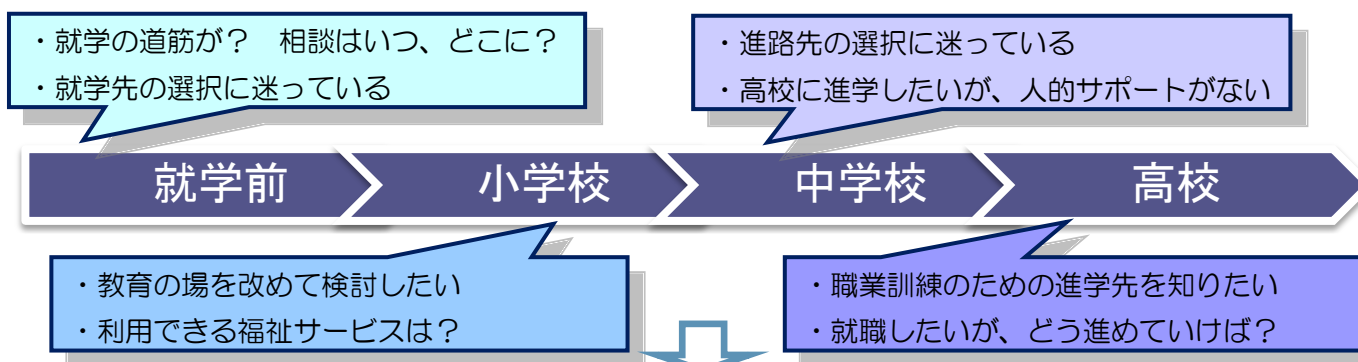 ・就学の道筋が？　相談はいつ、どこに？
・就学先の選択に迷っている
・進路先の選択に迷っている
・高校に進学したいが、人的サポートがない
就学前
小学校
中学校
高校
・教育の場を改めて検討したい
・利用できる福祉サービスは？
・職業訓練のための進学先を知りたい
・就職したいが、どう進めていけば？